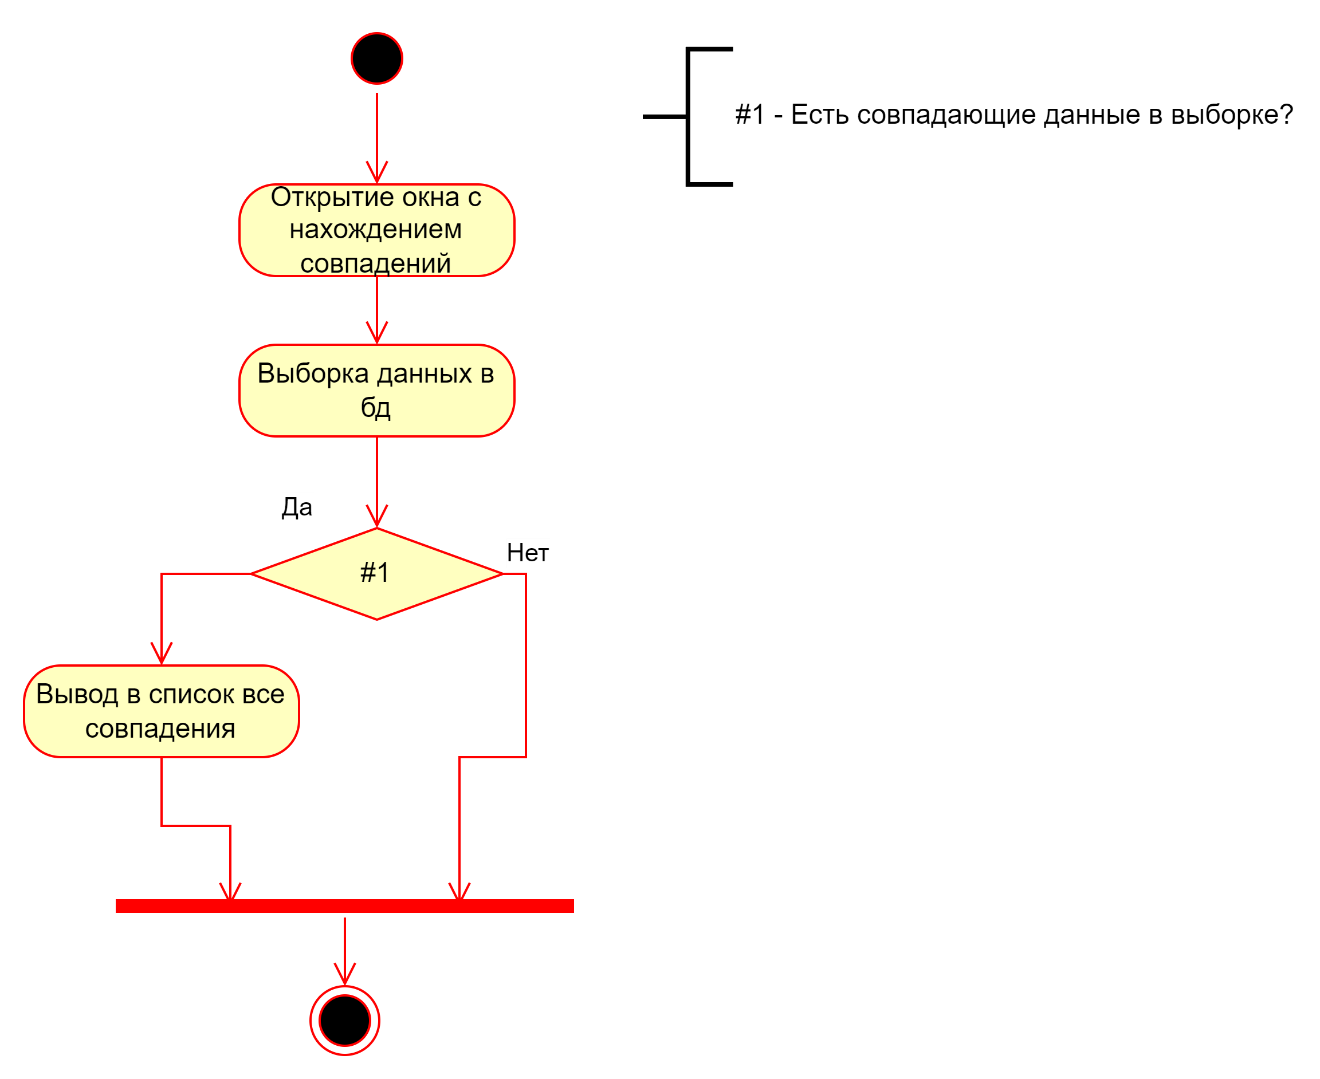 #1 - Есть совпадающие данные в выборке?
Открытие окна с
нахождением
совпадений
Выборка данных в
бд
Да
Нет
#1
Вывод в список все
совпадения